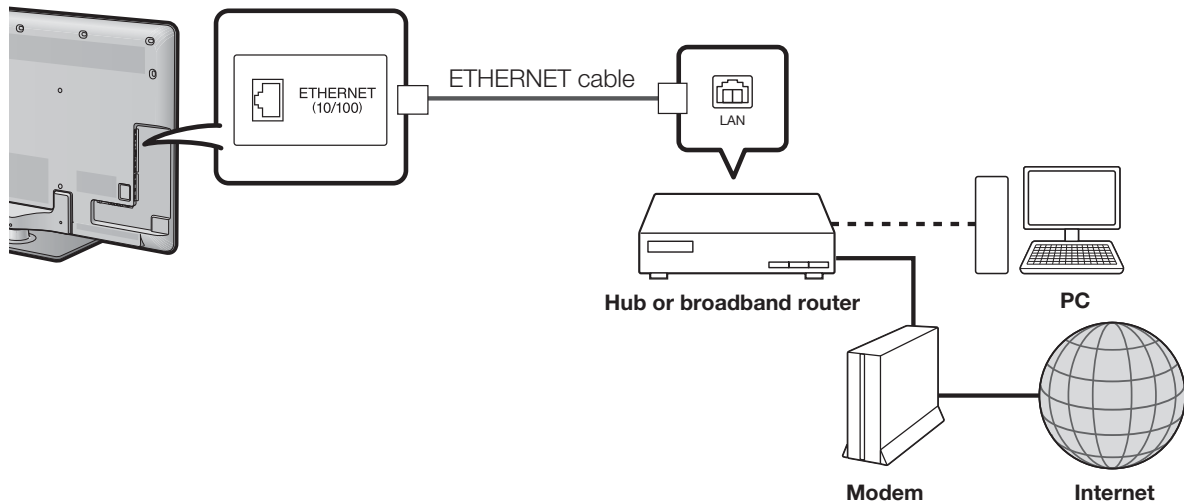 ETHERNET
(10/100)
ETHERNET cable
LAN
Hub or broadband router
PC
Modem
Internet